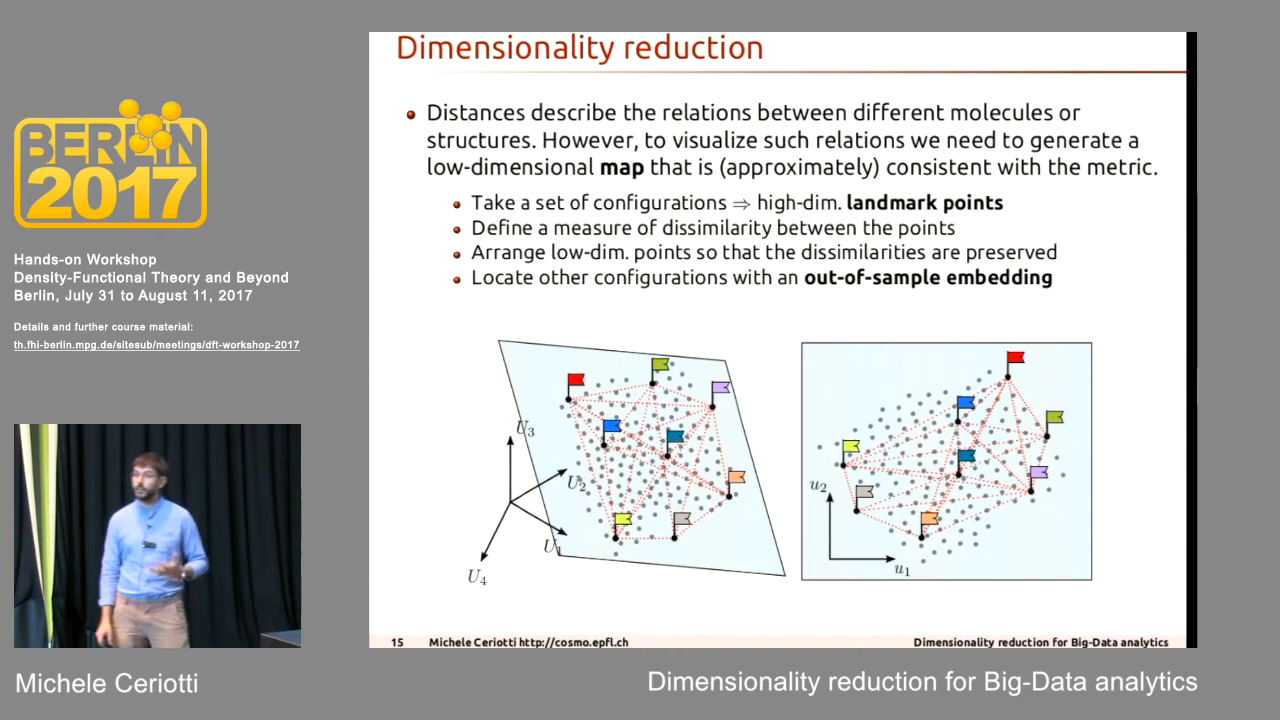 BERLIN
2017
Hands-on Workshop
Density-Functional Theory and Beyond
Berlin, July 31 to August 11, 2017
Details and further course material:
th.fhi-berlin.mpg.de/sitesub/meetings/dft-workshop-2017
Dimensionality reduction
Distances describe the relations between different molecules or
structures. However, to visualize such relations we need to generate a
low-dimensional map that is (approximately) consistent with the metric.
Take a set of configurations ⇒ high-dim. landmark points
Define a measure of dissimilarity between the points
Arrange low-dim. points so that the dissimilarities are preserved
Locate other configurations with an out-of-sample embedding
U3
U2
U1
U4
u2
u1
15 Michele Ceriotti http://cosmo.epfl.ch Dimensionality reduction for Big-Data analytics
Michele Ceriotti
Dimensionality reduction for Big-Data analytics